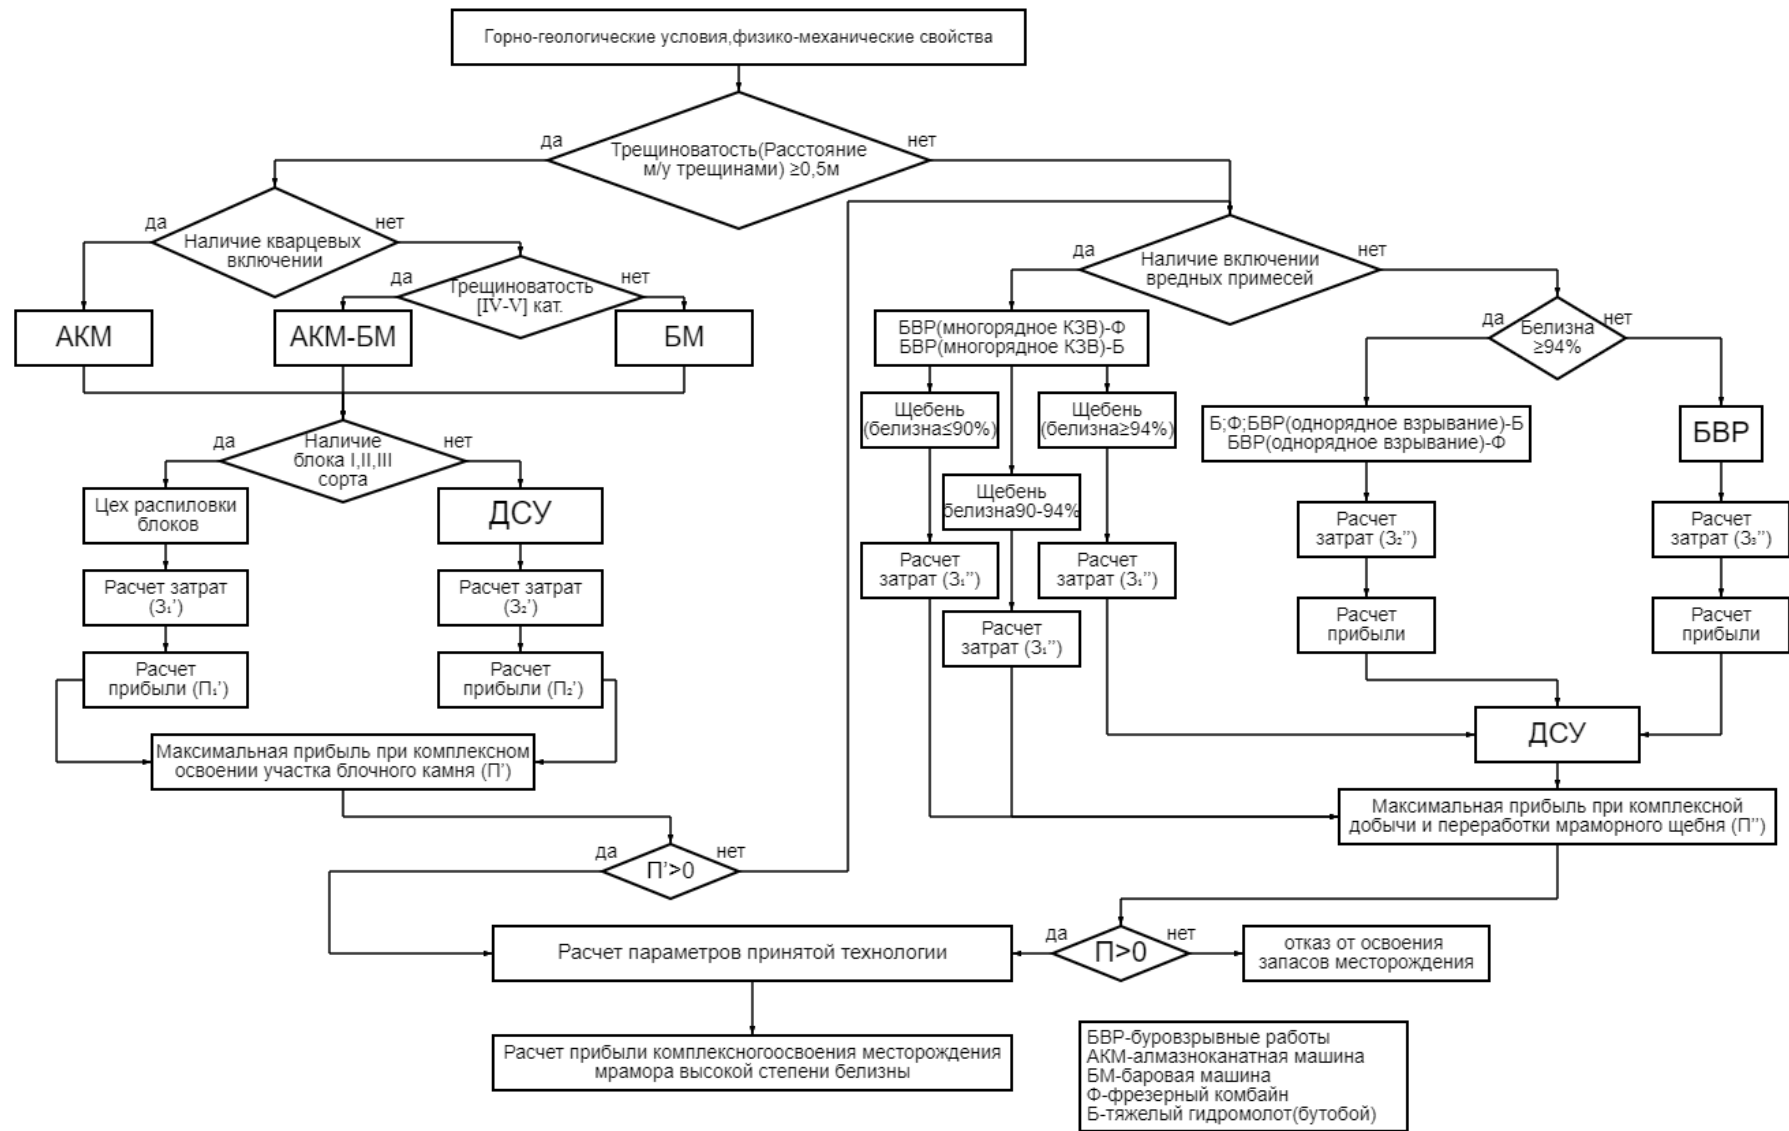 Горно-геологические условия,физико-механические свойства
да
нет
Трещиноватость(Расстояние
м/у трещинами) ≥0,5м
да
нет
Наличие кварцевых
включении
да
нет
Трещиноватость
[IV-V] кат.
да
нет
Наличие включении
вредных примесей
да
нет
Белизна
≥94%
АКМ
АКМ-БМ
БМ
БВР(многорядное КЗВ)-Ф
БВР(многорядное КЗВ)-Б
Щебень
(белизна≤90%)
Щебень
(белизна≥94%)
Б;Ф;БВР(однорядное взрывание)-Б
БВР(однорядное взрывание)-Ф
БВР
да
нет
Наличие
блока I,II,III
сорта
Цех распиловки
блоков
ДСУ
Щебень
белизна90-94%
Расчет
затрат (З₂’’)
Расчет
затрат (З₃’’)
Расчет
затрат (З₁’’)
Расчет
затрат (З₁’’)
Расчет затрат
(З₁’)
Расчет затрат
(З₂’)
Расчет
затрат (З₁’’)
Расчет
прибыли
Расчет
прибыли
Расчет
прибыли (П₁’)
Расчет
прибыли (П₂’)
ДСУ
Максимальная прибыль при комплексном
освоении участка блочного камня (П’)
Максимальная прибыль при комплексной
добычи и переработки мраморного щебня (П’’)
да
нет
П’>0
Расчет параметров принятой технологии
да
нет
П>0
отказ от освоения
запасов месторождения
Расчет прибыли комплексногоосвоения месторождения
мрамора высокой степени белизны
БВР-буровзрывные работы
АКМ-алмазноканатная машина
БМ-баровая машина
Ф-фрезерный комбайн
Б-тяжелый гидромолот(бутобой)